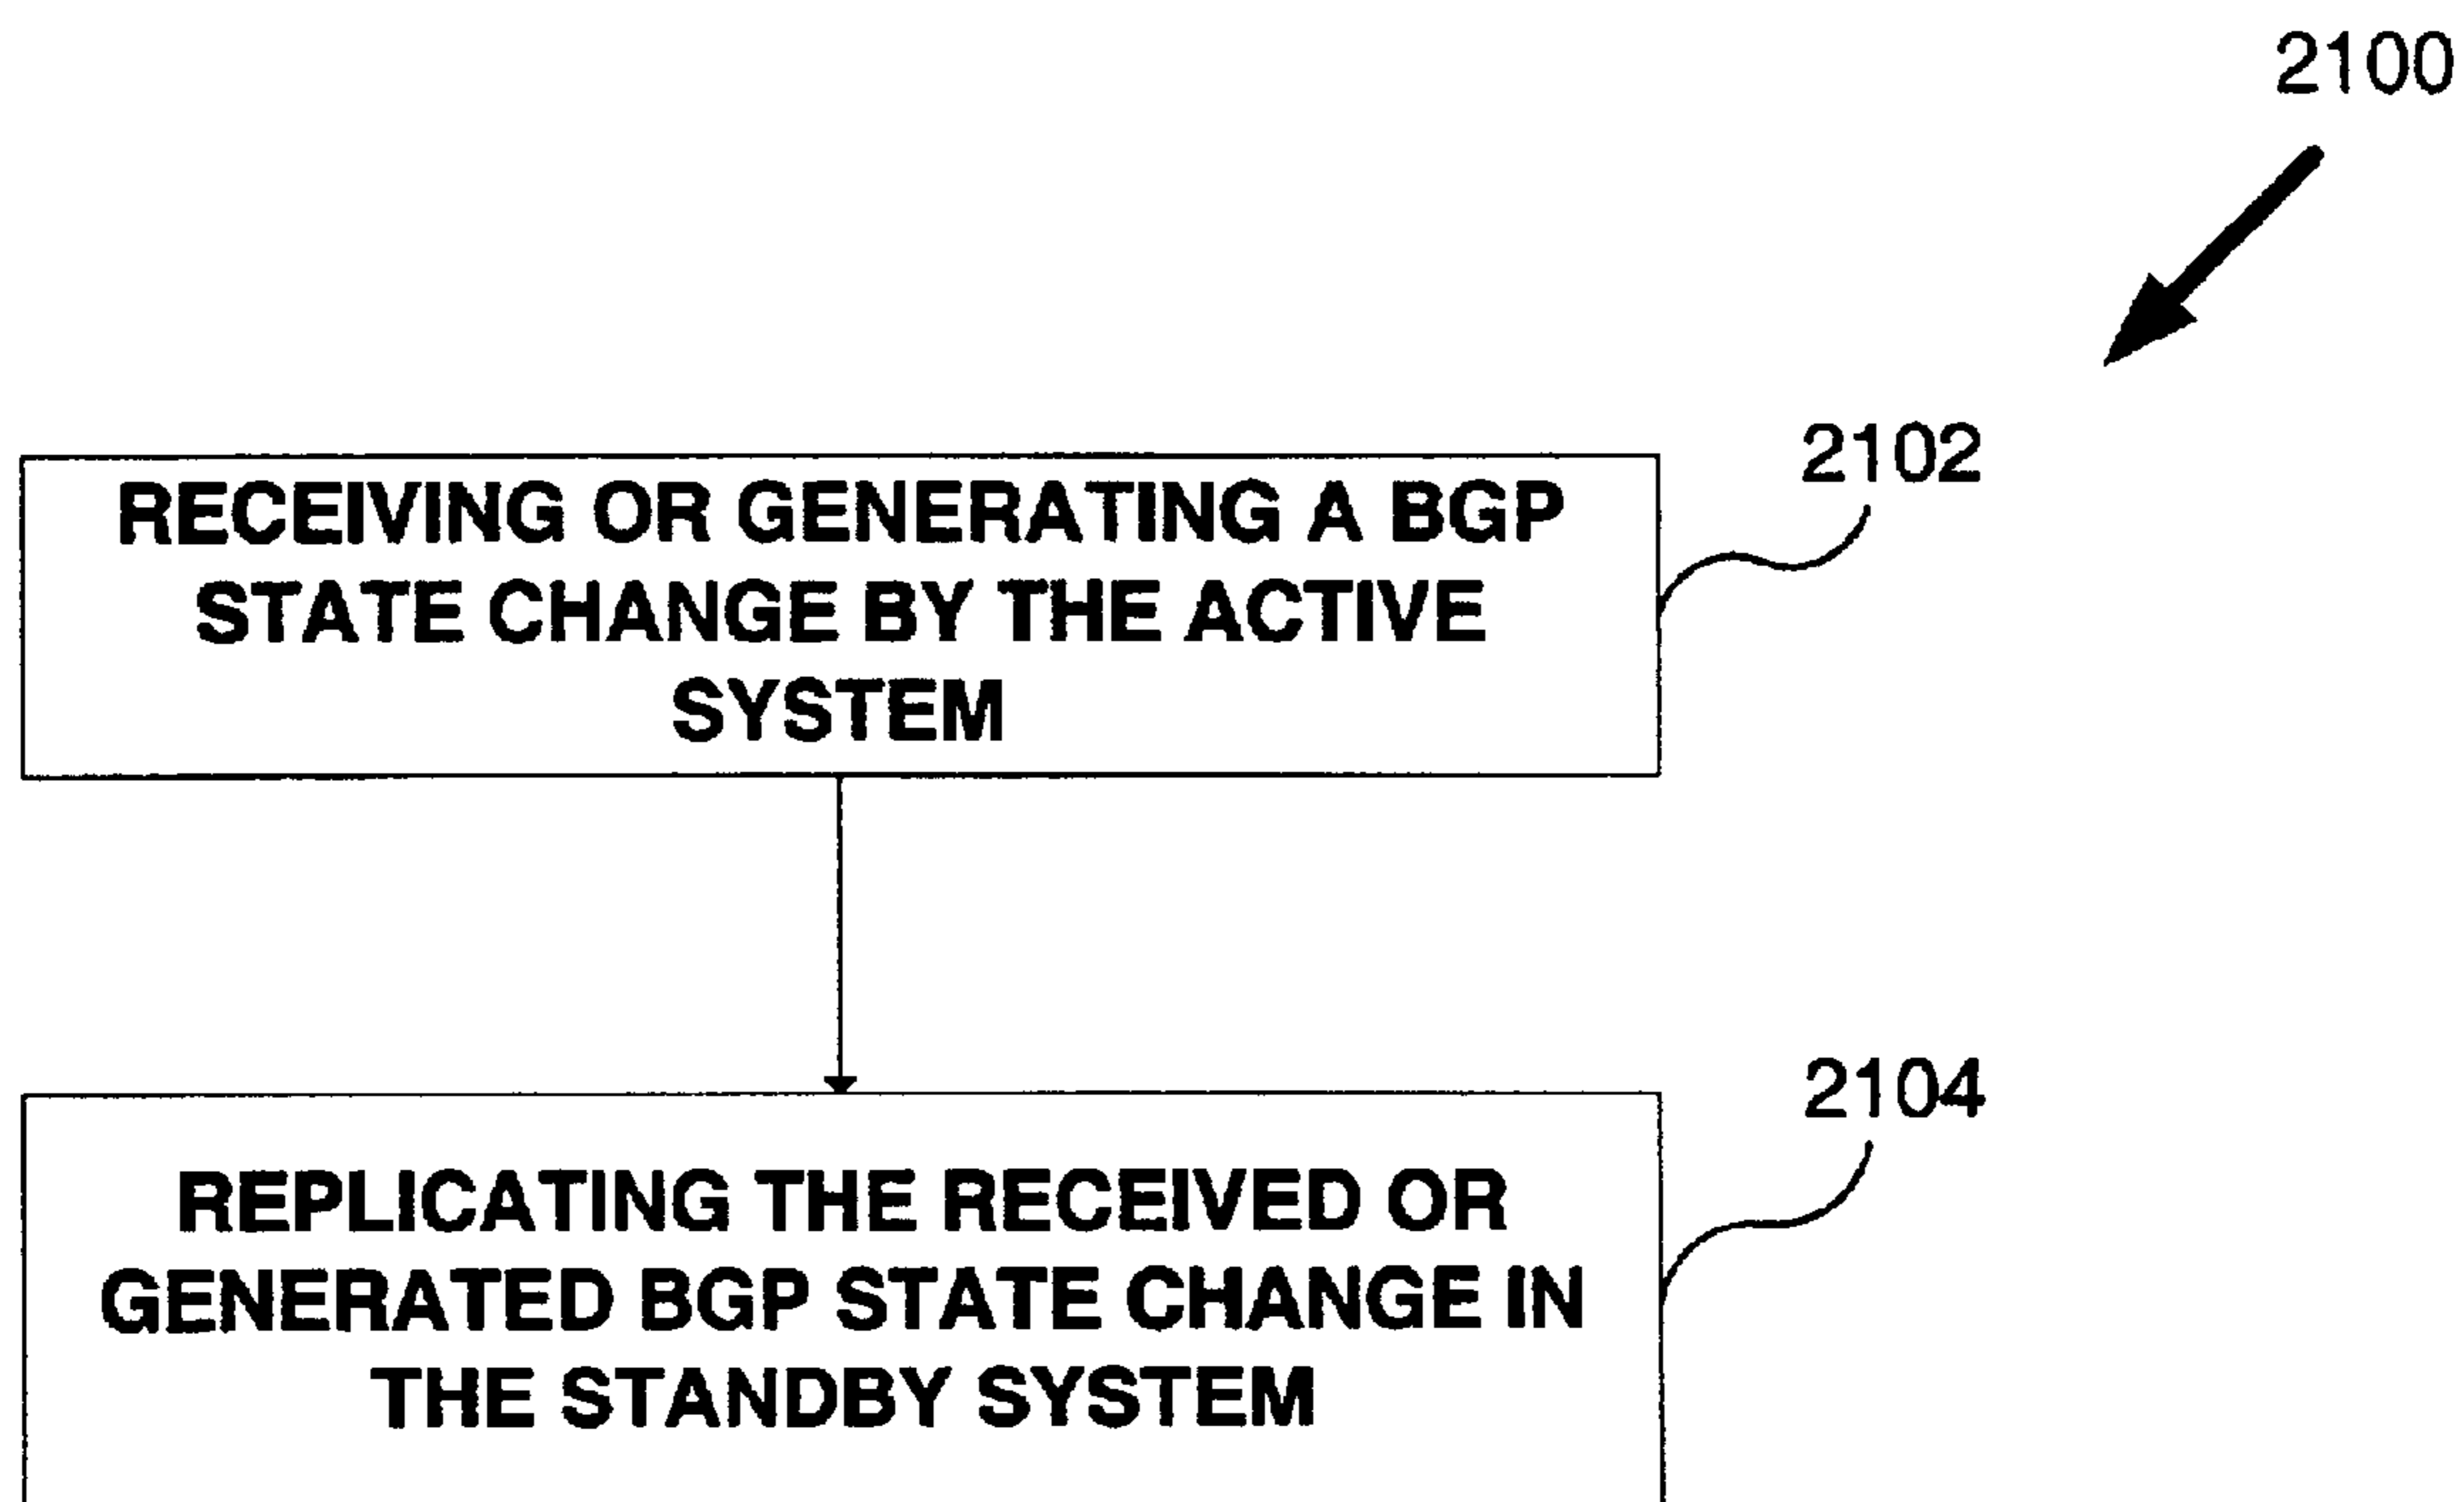 2100
2102
RECEIVING OR GENERATING A BGP
STATE CHANGE BY THE ACTIVE
SYSTEM
2104
REPLICATING THE RECEIVED OR
GENERATED BGP STATE CHANGE IN
THE STANDBY SYSTEM